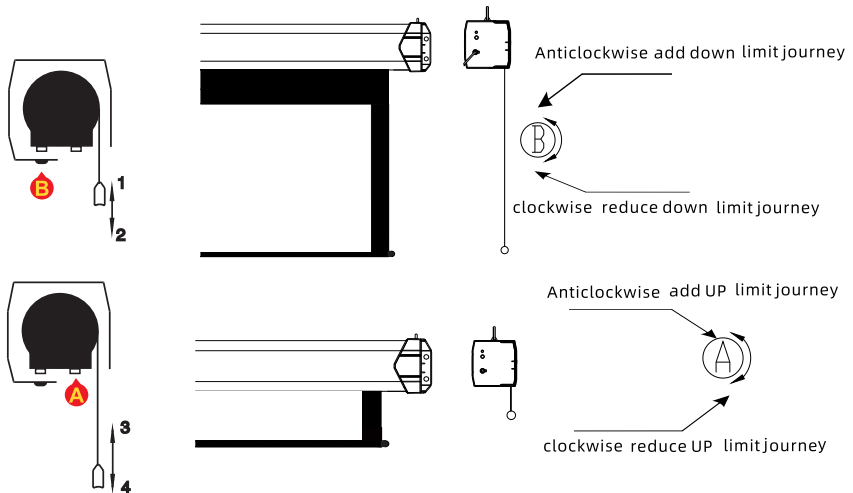 Anticlockwise add down limit journey
B
clockwise reduce down limit journey
B
1
2
Anticlockwise add UP limit journey
A
clockwise reduce UP limit journey
A
3
4